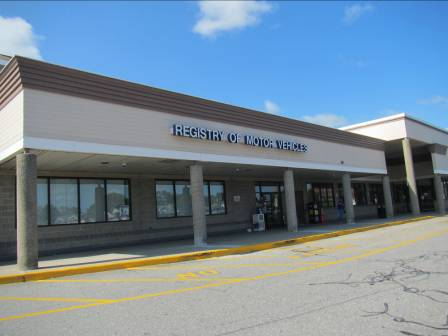 REGISTRY OF MOTOR VEHICLES
NO